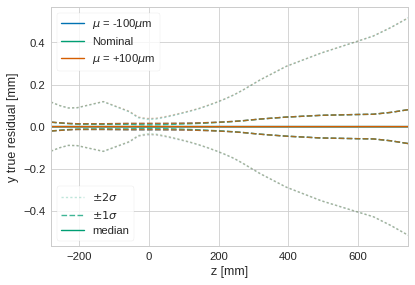 μ = -100μm
Nominal
μ = +100μm
y true residual [mm]
0.4
0.2
0.0
−0.2
−0.4
±2σ
±1σ
median
−200
0
200
400
600
z [mm]